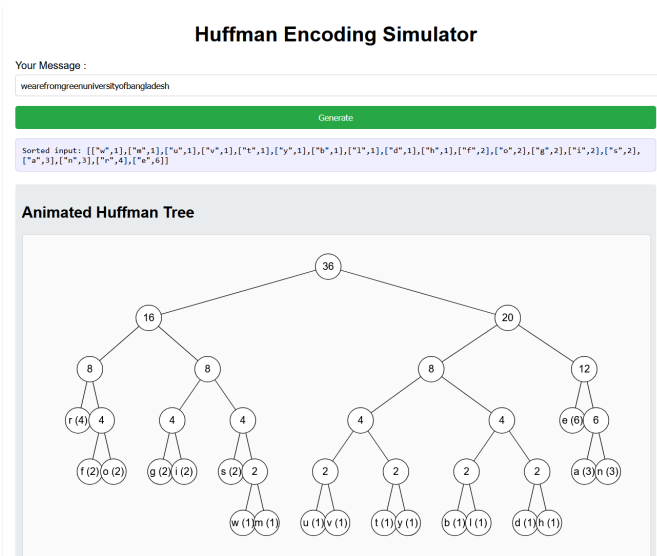 Huffman Encoding Simulator
Your Message :
wearefromgreenuniversityofbangladesh
Generate
Sorted input: [["w",1],["m",1],["u",1],["v",1],["t",1],["y",1],["b",1],["l",1],["d",1],["h",1],["f",2],["o",2],["g",2],["i",2],["s",2],
["a",3],["n",3],["r",4],["e",6]]
Animated Huffman Tree
36
16 20
8 8 8 12
r (4) 4 4 4 4 4 e (6) 6
f (2) o (2) g (2) i (2) s (2) 2 2 2 2 2 a (3) n (3)
w (1) m (1) u (1) v (1) t (1) y (1) b (1) l (1) d (1) h (1)